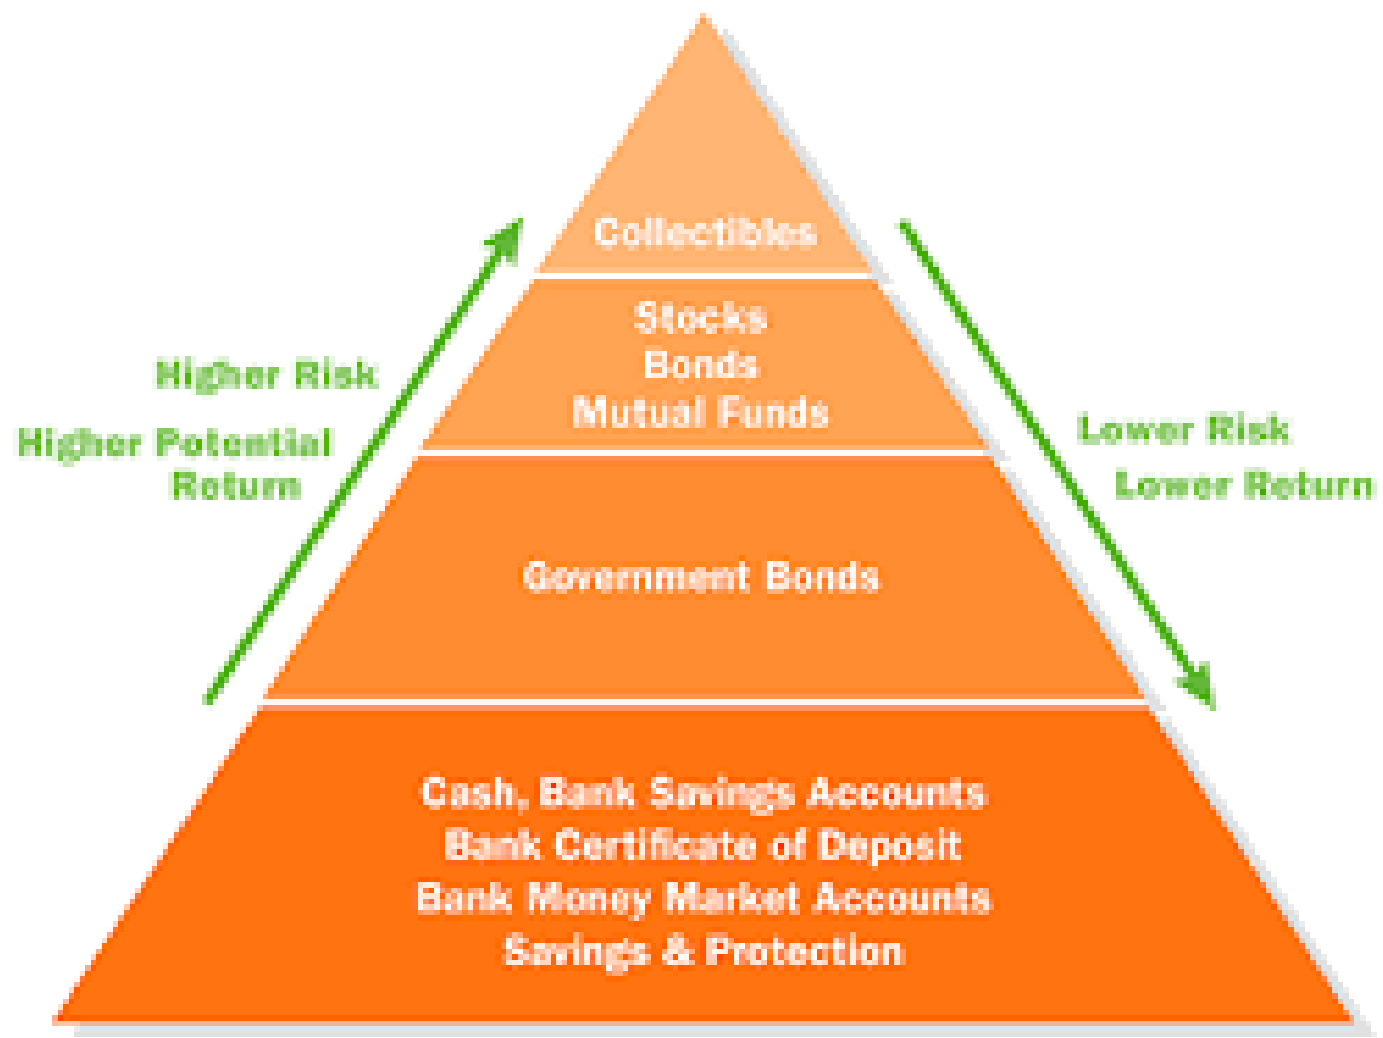 Collectibles
Stocks
Bonds
Mutual Funds
Higher Risk
Higher Potential
Return
Lower Risk
Lower Return
Government Bonds
Cash, Bank Savings Accounts
Bank Certificate of Deposit
Bank Money Market Accounts
Savings & Protection